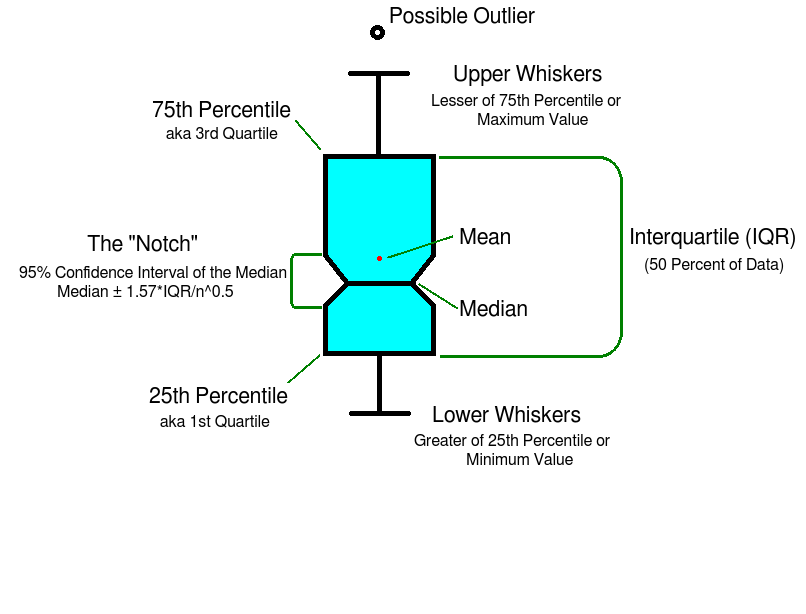 Possible Outlier
Upper Whiskers
Lesser of 75th Percentile or
Maximum Value
75th Percentile
aka 3rd Quartile
The "Notch"
95% Confidence Interval of the Median
Median ± 1.57*IQR/n^0.5
Mean
Median
Interquartile (IQR)
(50 Percent of Data)
25th Percentile
aka 1st Quartile
Lower Whiskers
Greater of 25th Percentile or
Minimum Value